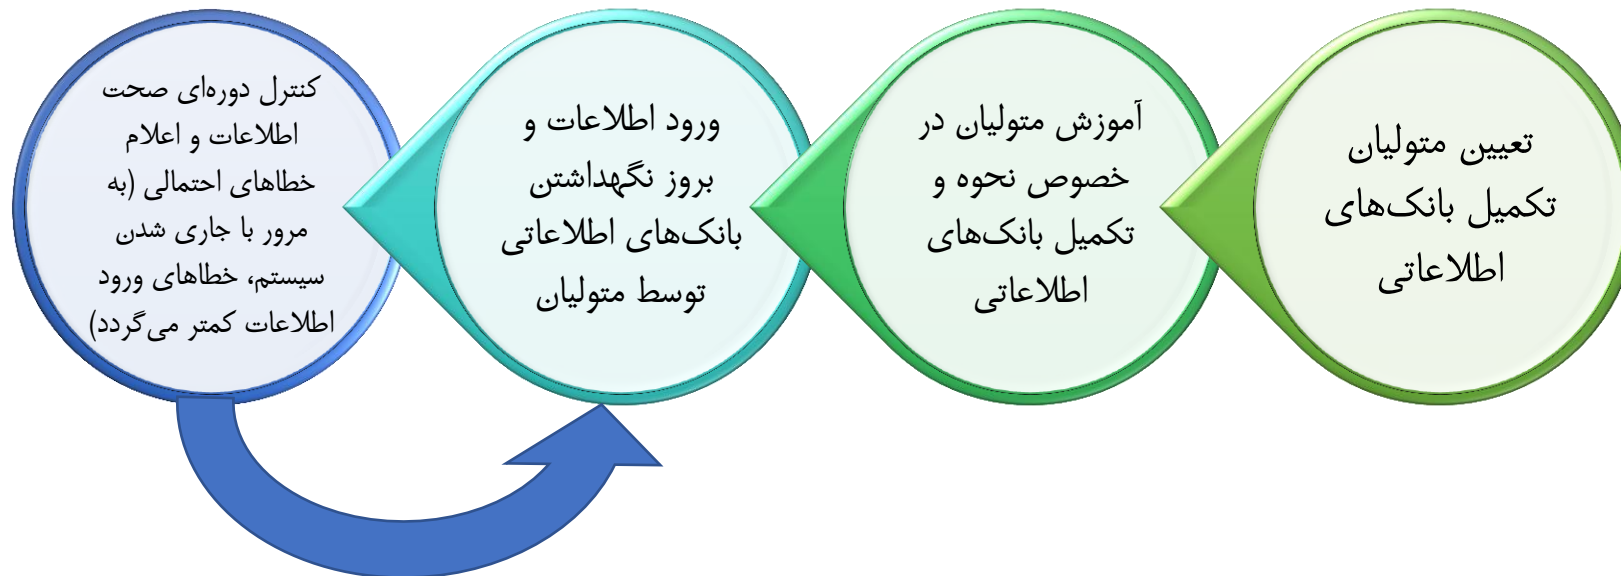 تعیین متولیان
تکمیل بانک‌های
اطلاعاتی
آموزش متولیان در
خصوص نحوه و
تکمیل بانک‌های
اطلاعاتی
ورود اطلاعات و
بروز نگهداشتن
بانک‌های اطلاعاتی
توسط متولیان
کنترل دوره‌ای صحت
اطلاعات و اعلام
خطاهای احتمالی (به
مرور با جاری شدن
سیستم، خطاهای ورود
اطلاعات کمتر می‌گردد)